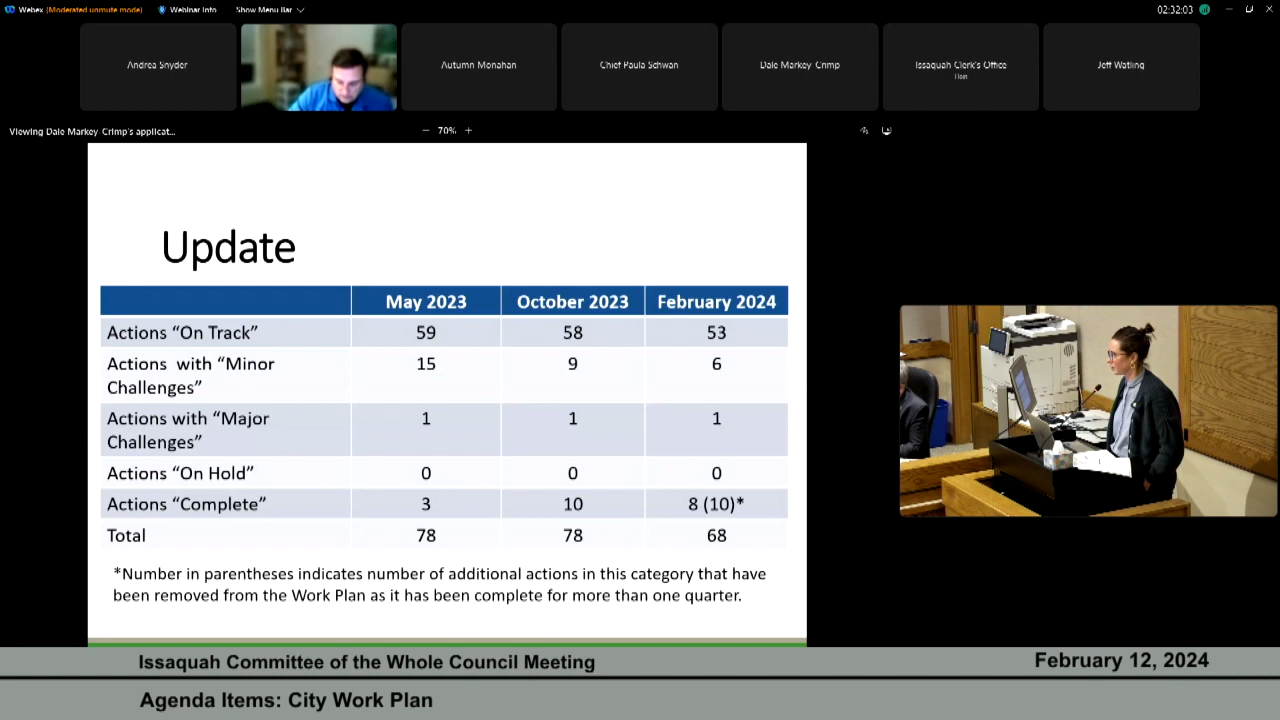 Webex (Moderated unmute mode) Webinar Info Show Menu Bar
02:32:03
Andrea Snyder
Autumn Monahan
Chief Paula Schwan
Dale Markey-Crimp
Issaquah Clerk's Office
Host
Jeff Watling
Viewing Dale Markey-Crimp's applicat...
− 70% +
Update
May 2023 October 2023 February 2024
Actions “On Track” 59 58 53
Actions with “Minor Challenges” 15 9 6
Actions with “Major Challenges” 1 1 1
Actions “On Hold” 0 0 0
Actions “Complete” 3 10 8 (10)*
Total 78 78 68
*Number in parentheses indicates number of additional actions in this category that have
been removed from the Work Plan as it has been complete for more than one quarter.
Issaquah Committee of the Whole Council Meeting
February 12, 2024
Agenda Items: City Work Plan